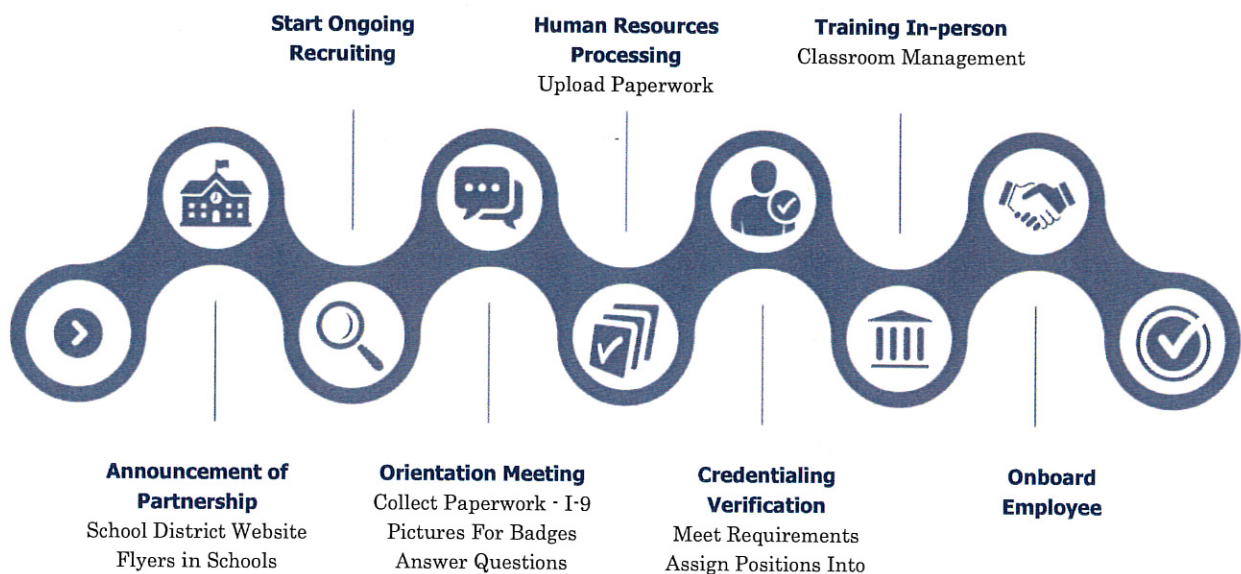 Start Ongoing
Recruiting
Human Resources
Processing
Upload Paperwork
Training In-person
Classroom Management
Announcement of
Partnership
School District Website
Flyers in Schools
Orientation Meeting
Collect Paperwork - I-9
Pictures For Badges
Answer Questions
Credentialing
Verification
Meet Requirements
Assign Positions Into
Onboard
Employee